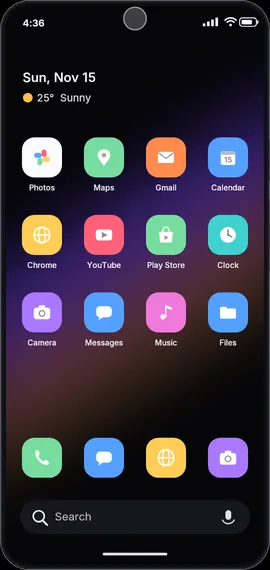 4:36
Sun, Nov 15
25° Sunny
Photos Maps Gmail Calendar
15
Chrome YouTube Play Store Clock
Camera Messages Music Files
Search